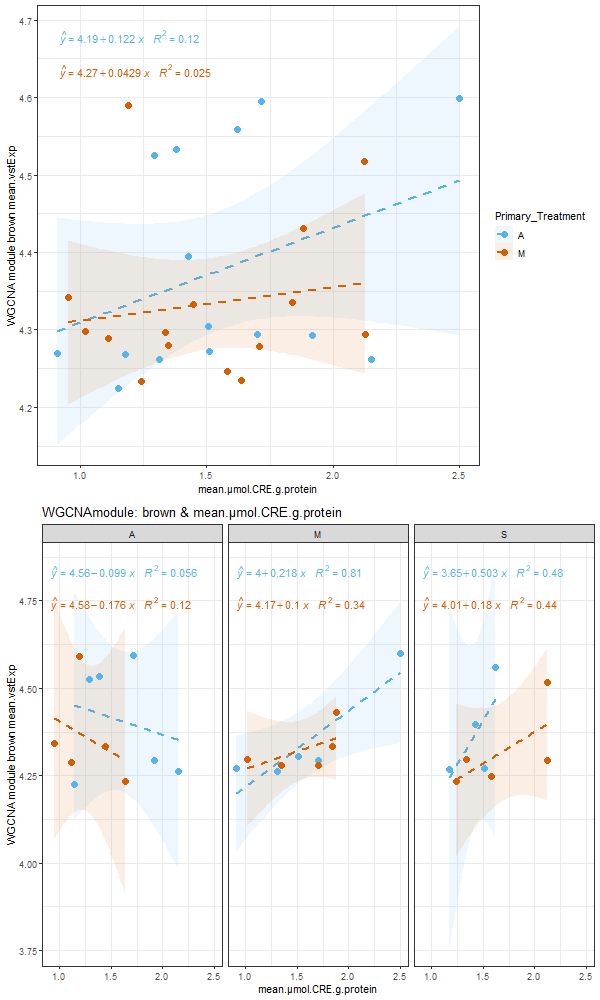 4.7
4.6
4.5
4.4
4.3
4.2
WGCNA module brown mean.vstExp
ŷ = 4.19+0.122 x R² = 0.12
ŷ = 4.27+0.0429 x R² = 0.025
1.0 1.5 2.0 2.5
mean.µmol.CRE.g.protein
Primary_Treatment
A
M
WGCNAmodule: brown & mean.µmol.CRE.g.protein
A M S
ŷ = 4.56−0.099 x R² = 0.056
ŷ = 4.58−0.176 x R² = 0.12
ŷ = 4+0.218 x R² = 0.81
ŷ = 4.17+0.1 x R² = 0.34
ŷ = 3.65+0.503 x R² = 0.48
ŷ = 4.01+0.18 x R² = 0.44
4.75
4.50
4.25
4.00
3.75
WGCNA module brown mean.vstExp
1.0 1.5 2.0 2.5 1.0 1.5 2.0 2.5 1.0 1.5 2.0 2.5
mean.µmol.CRE.g.protein